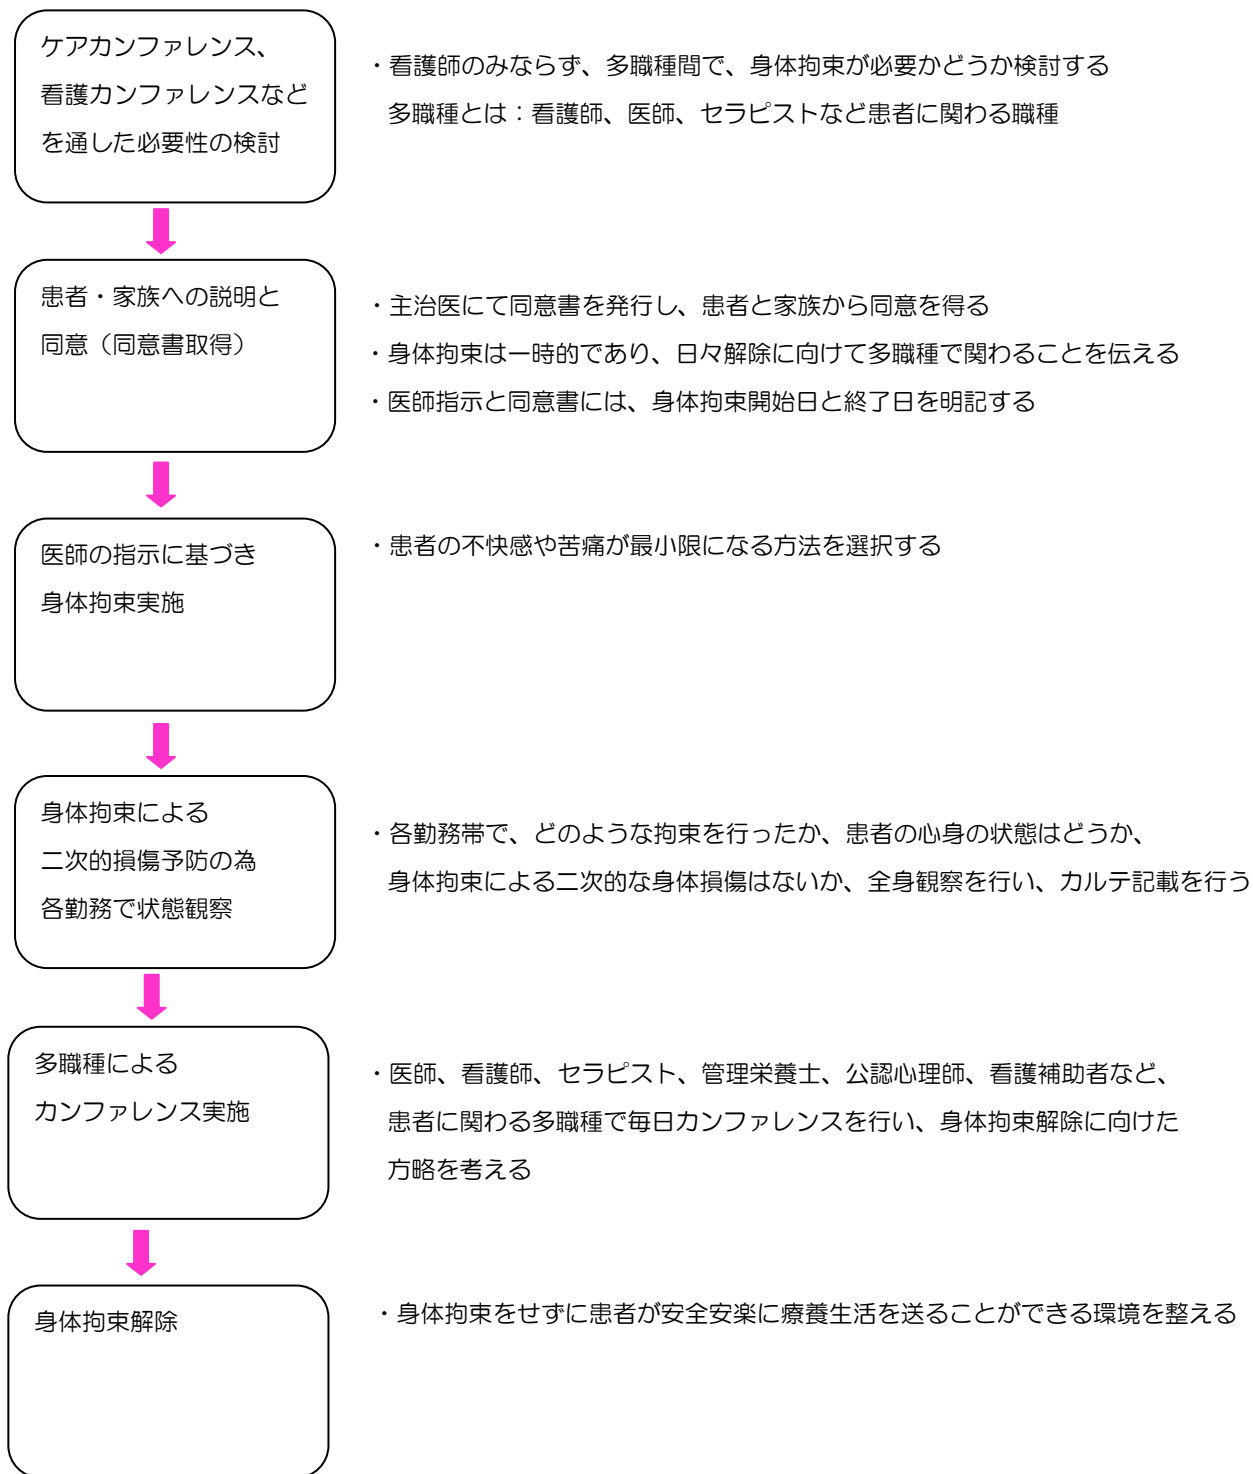 ケアカンファレンス、
看護カンファレンスなど
を通した必要性の検討
・看護師のみならず、多職種間で、身体拘束が必要かどうか検討する
多職種とは：看護師、医師、セラピストなど患者に関わる職種
患者・家族への説明と
同意（同意書取得）
・主治医にて同意書を発行し、患者と家族から同意を得る
・身体拘束は一時的であり、日々解除に向けて多職種で関わることを伝える
・医師指示と同意書には、身体拘束開始日と終了日を明記する
医師の指示に基づき
身体拘束実施
・患者の不快感や苦痛が最小限になる方法を選択する
身体拘束による
二次的損傷予防の為
各勤務で状態観察
・各勤務帯で、どのような拘束を行ったか、患者の心身の状態はどうか、
身体拘束による二次的な身体損傷はないか、全身観察を行い、カルテ記載を行う
多職種による
カンファレンス実施
・医師、看護師、セラピスト、管理栄養士、公認心理師、看護補助者など、
患者に関わる多職種で毎日カンファレンスを行い、身体拘束解除に向けた
方略を考える
身体拘束解除
・身体拘束をせずに患者が安全安楽に療養生活を送ることができる環境を整える